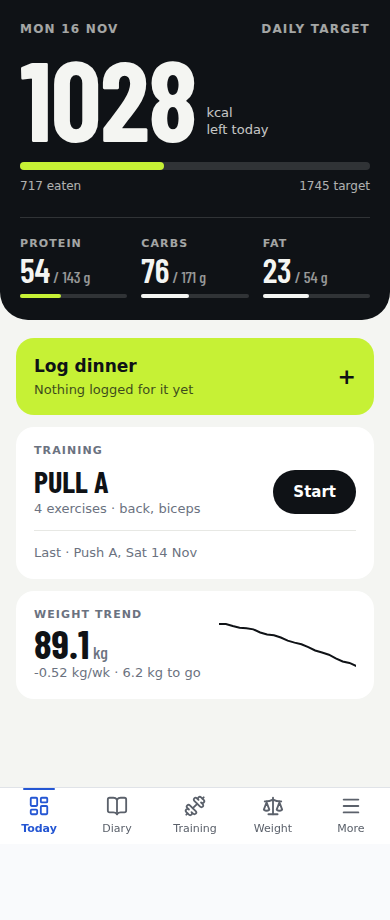 MON 16 NOV DAILY TARGET
1028 kcal
left today
717 eaten 1745 target
PROTEIN CARBS FAT
54 / 143 g 76 / 171 g 23 / 54 g
Log dinner
Nothing logged for it yet
+
TRAINING
PULL A
4 exercises · back, biceps
Start
Last · Push A, Sat 14 Nov
WEIGHT TREND
89.1 kg
-0.52 kg/wk · 6.2 kg to go
Today Diary Training Weight More